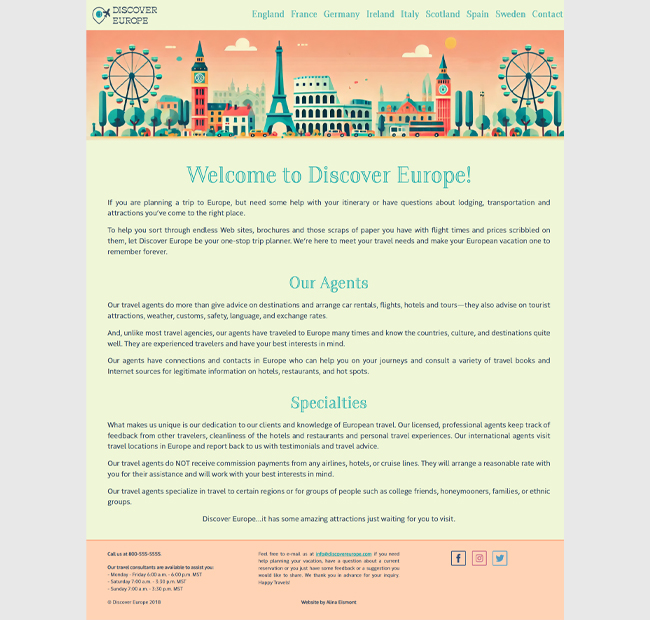 DISCOVER
EUROPE
England France Germany Ireland Italy Scotland Spain Sweden Contact
Welcome to Discover Europe!
If you are planning a trip to Europe, but need some help with your itinerary or have questions about lodging, transportation and
attractions you've come to the right place.
To help you sort through endless Web sites, brochures and those scraps of paper you have with flight times and prices scribbled on
them, let Discover Europe be your one-stop trip planner. We're here to meet your travel needs and make your European vacation one to
remember forever.
Our Agents
Our travel agents do more than give advice on destinations and arrange car rentals, flights, hotels and tours—they also advise on tourist
attractions, weather, customs, safety, language, and exchange rates.
And, unlike most travel agencies, our agents have traveled to Europe many times and know the countries, culture, and destinations quite
well. They are experienced travelers and have your best interests in mind.
Our agents have connections and contacts in Europe who can help you on your journeys and consult a variety of travel books and
Internet sources for legitimate information on hotels, restaurants, and hot spots.
Specialties
What makes us unique is our dedication to our clients and knowledge of European travel. Our licensed, professional agents keep track of
feedback from other travelers, cleanliness of the hotels and restaurants and personal travel experiences. Our international agents visit
travel locations in Europe and report back to us with testimonials and travel advice.
Our travel agents do NOT receive commission payments from any airlines, hotels, or cruise lines. They will arrange a reasonable rate with
you for their assistance and will work with your best interests in mind.
Our travel agents specialize in travel to certain regions or for groups of people such as college friends, honeymooners, families, or ethnic
groups.
Discover Europe...it has some amazing attractions just waiting for you to visit.
Call us at 800-555-5555.
Our travel consultants are available to assist you:
- Monday - Friday 6:00 a.m. - 6:00 p.m. MST
- Saturday 7:00 a.m. - 5:30 p.m. MST
- Sunday 7:00 a.m. - 3:30 p.m. MST
© Discover Europe 2018
Feel free to e-mail us at info@discovereurope.com if you need
help planning your vacation, have a question about a current
reservation or you just have some feedback or a suggestion you
would like to share. We thank you in advance for your inquiry.
Happy Travels!
Website by Alina Eismont